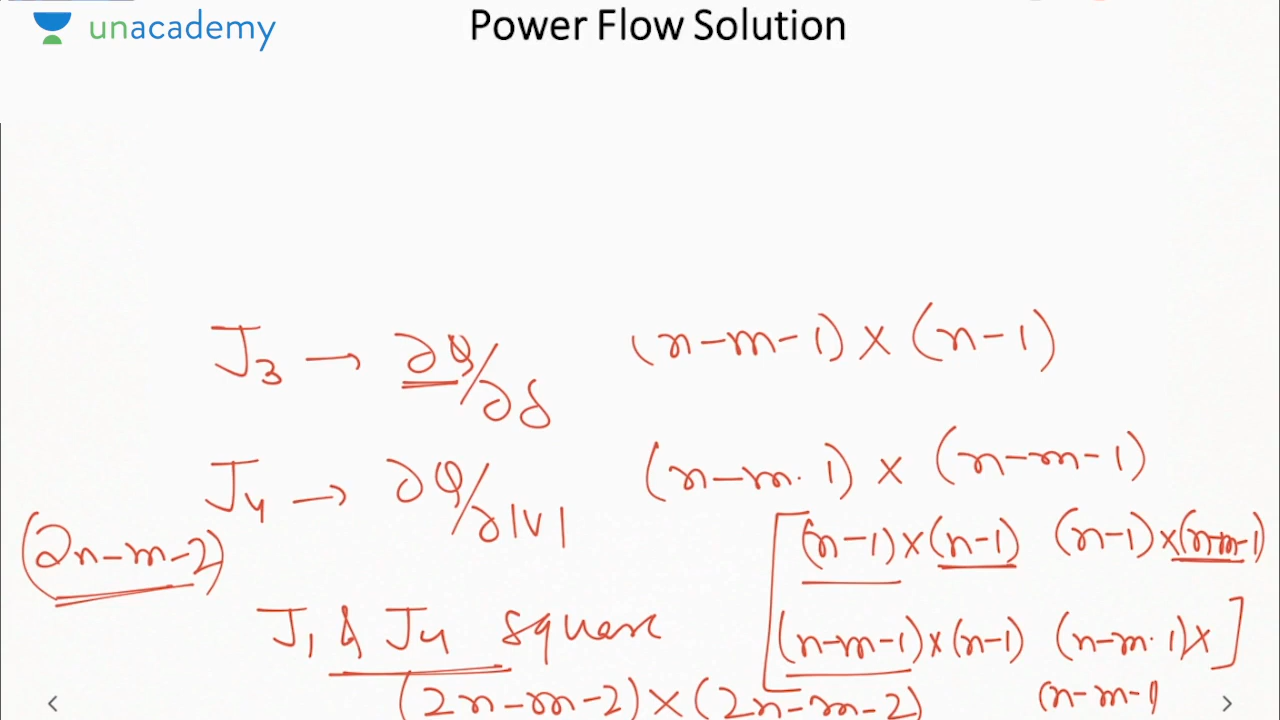 unacademy
Power Flow Solution
J3 → ∂Q/∂δ (n-m-1) × (n-1)
J4 → ∂Q/∂|V| (n-m-1) × (n-m-1)
(2n-m-2)
[(n-1)×(n-1) (n-1)×(n-m-1)
(n-m-1)×(n-1) (n-m-1)×]
(n-m-1)
J1 & J4 square
(2n-m-2)×(2n-m-2)